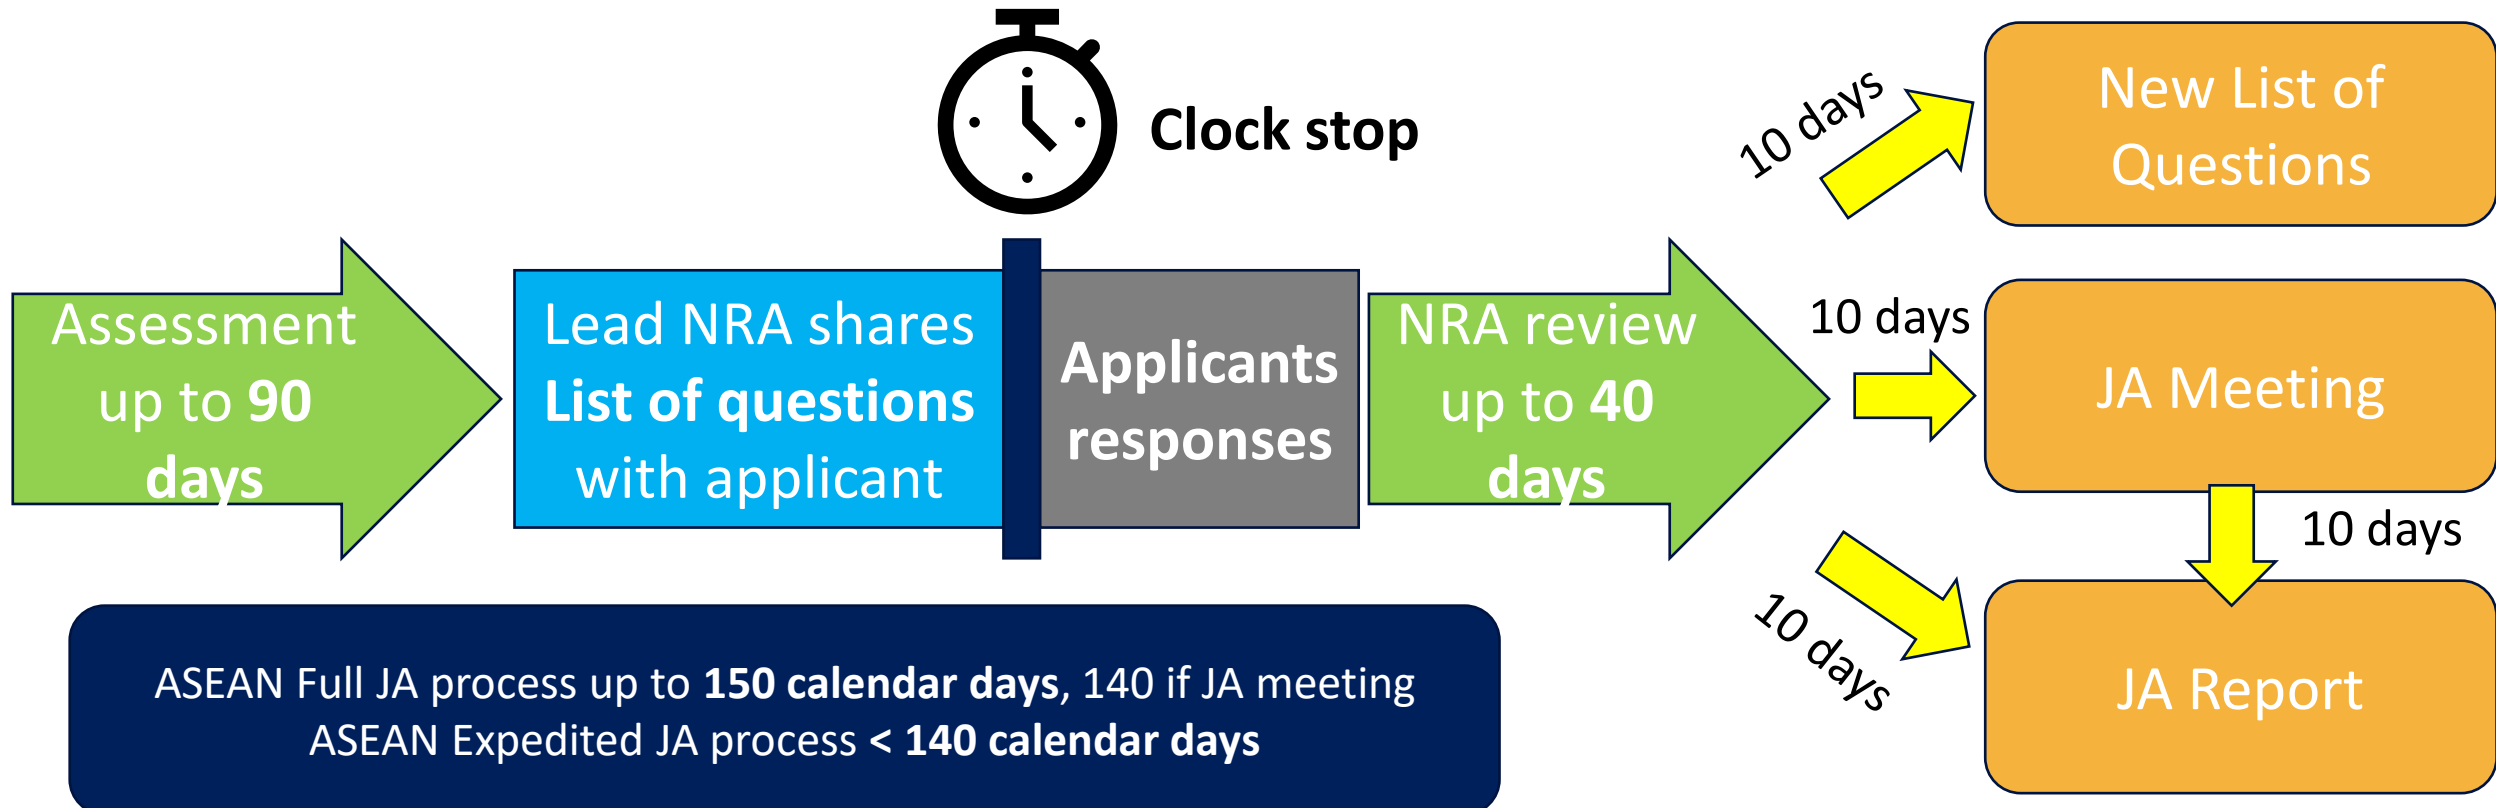 Clock stop
Assessment
up to 90
days
Lead NRA shares
List of questions
with applicant
Applicants
responses
NRA review
up to 40
days
10 days
New List of
Questions
10 days
JA Meeting
10 days
10 days
JA Report
ASEAN Full JA process up to 150 calendar days, 140 if JA meeting
ASEAN Expedited JA process < 140 calendar days